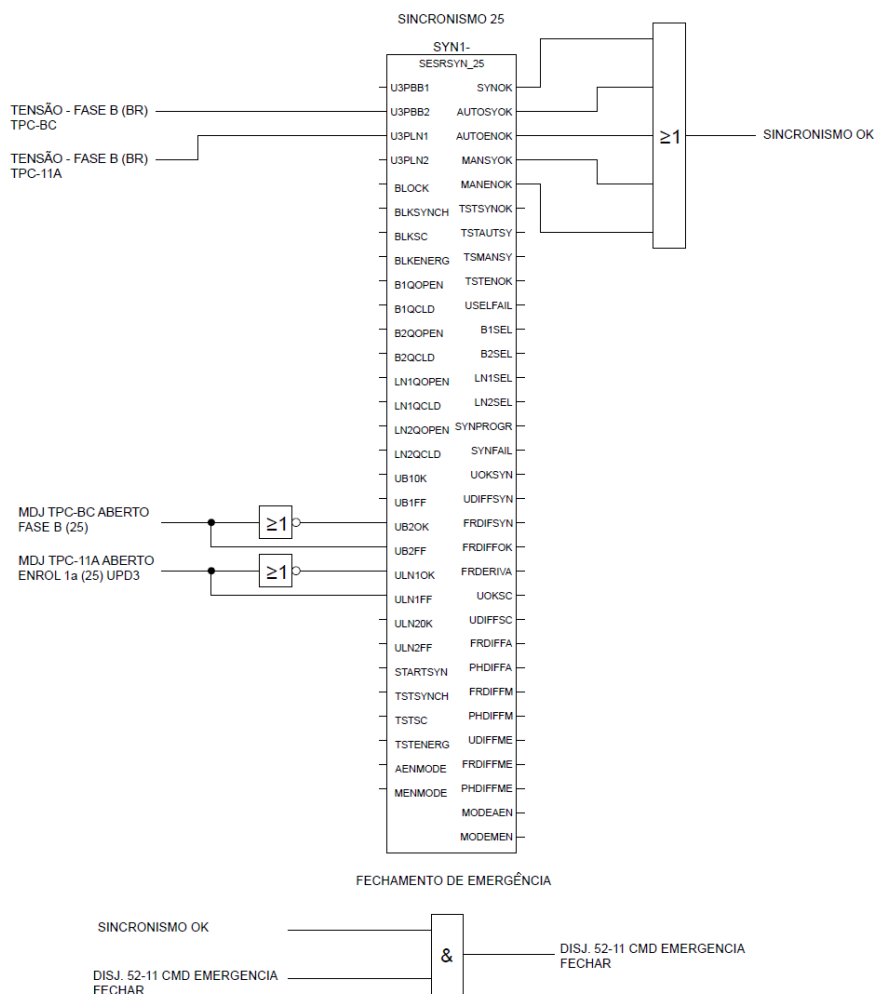 SINCRONISMO 25
SYN1-
SESRSYN_25
U3PBB1 SYNOK
U3PBB2 AUTOSYOK
U3PLN1 AUTOENOK
U3PLN2 MANSYOK
BLOCK MANENOK
BLKSYNCH TSTSYNOK
BLKSC TSTAUTSY
BLKENERG TSMANSY
B1QOPEN TSTENOK
B1QCLD USELFAIL
B2QOPEN B1SEL
B2QCLD B2SEL
LN1QOPEN LN1SEL
LN1QCLD LN2SEL
LN2QOPEN SYNPROGR
LN2QCLD SYNFAIL
UB10K UOKSYN
UB1FF UDIFFSYN
UB2OK FRDIFSYN
UB2FF FRDIFFOK
ULN1OK FRDERIVA
ULN1FF UOKSC
ULN20K UDIFFSC
ULN2FF FRDIFFA
STARTSYN PHDIFFA
TSTSYNCH FRDIFFM
TSTSC PHDIFFM
TSTENERG UDIFFME
AENMODE FRDIFFME
MENMODE PHDIFFME
MODEAEN
MODEMEN
TENSÃO - FASE B (BR)
TPC-BC
TENSÃO - FASE B (BR)
TPC-11A
≥1
SINCRONISMO OK
MDJ TPC-BC ABERTO
FASE B (25)
≥1
MDJ TPC-11A ABERTO
ENROL 1a (25) UPD3
≥1
FECHAMENTO DE EMERGÊNCIA
SINCRONISMO OK
DISJ. 52-11 CMD EMERGENCIA
FECHAR
&
DISJ. 52-11 CMD EMERGENCIA
FECHAR